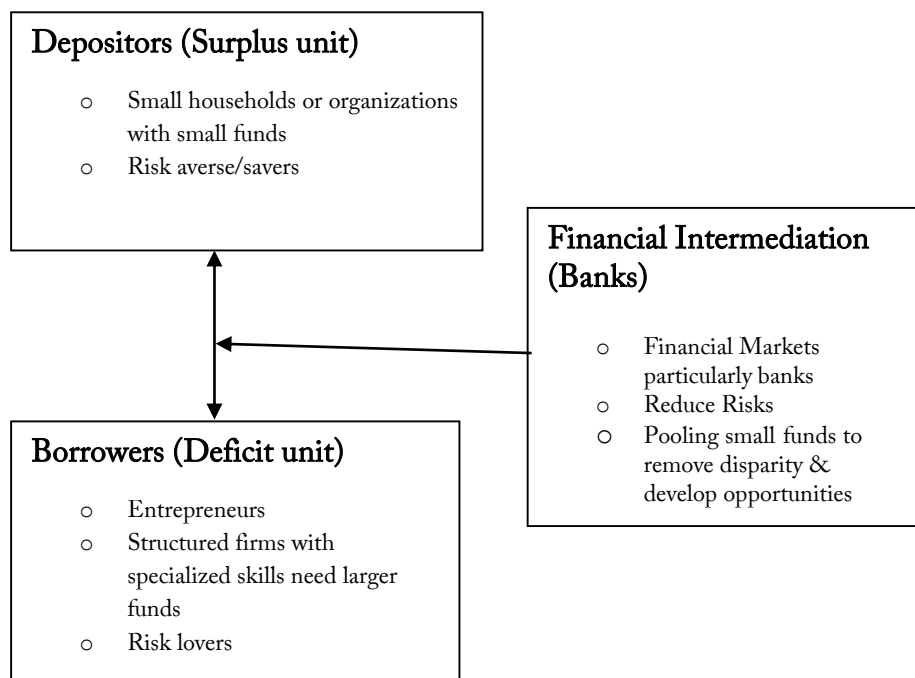 Depositors (Surplus unit)
o Small households or organizations
with small funds
o Risk averse/savers
Financial Intermediation
(Banks)
o Financial Markets
particularly banks
o Reduce Risks
o Pooling small funds to
remove disparity &
develop opportunities
Borrowers (Deficit unit)
o Entrepreneurs
o Structured firms with
specialized skills need larger
funds
o Risk lovers